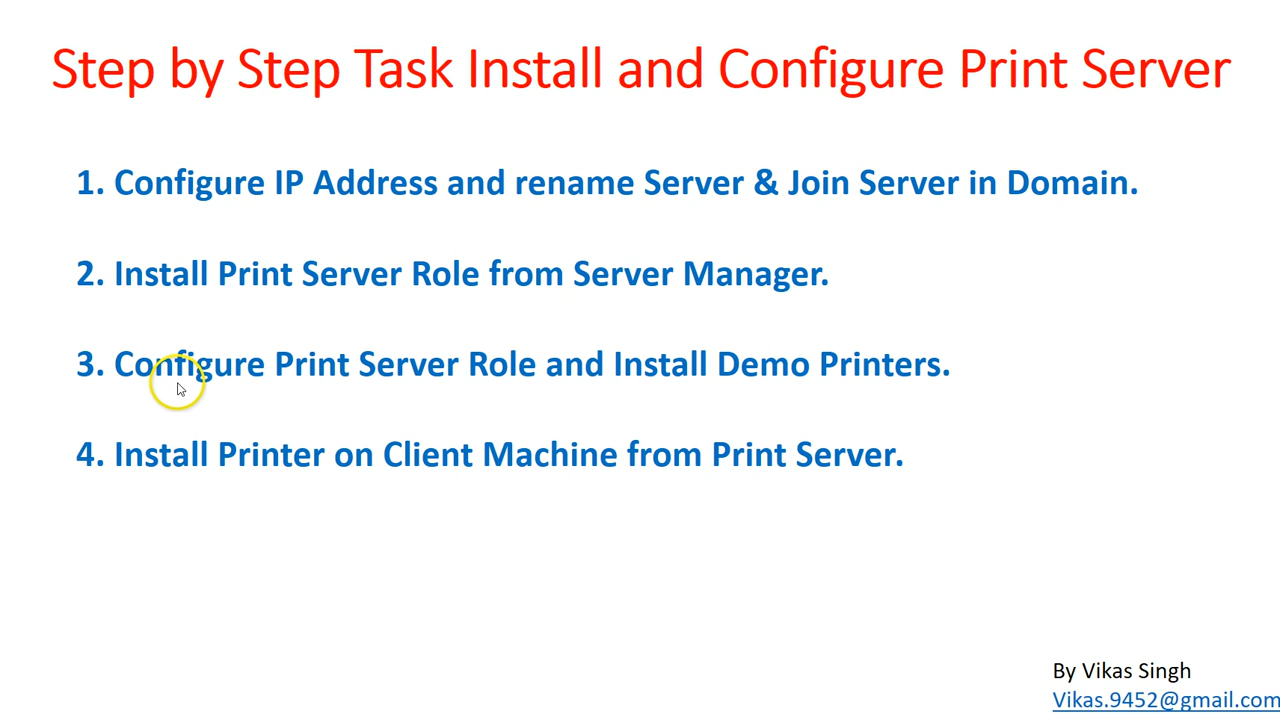 Step by Step Task Install and Configure Print Server
1. Configure IP Address and rename Server & Join Server in Domain.
2. Install Print Server Role from Server Manager.
3. Configure Print Server Role and Install Demo Printers.
4. Install Printer on Client Machine from Print Server.
By Vikas Singh
Vikas.9452@gmail.com